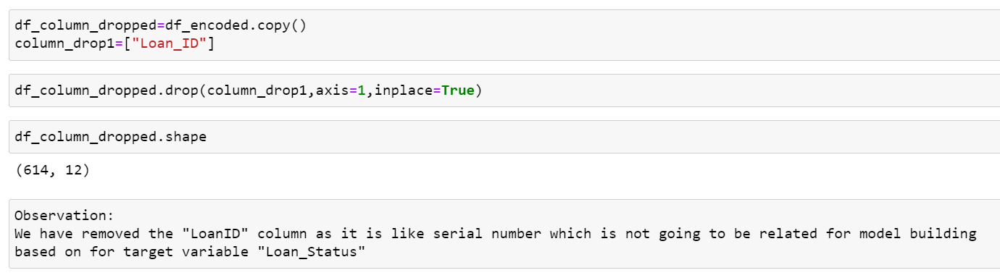 df_column_dropped=df_encoded.copy()
column_drop1=["Loan_ID"]
df_column_dropped.drop(column_drop1,axis=1,inplace=True)
df_column_dropped.shape
(614, 12)
Observation:
We have removed the "LoanID" column as it is like serial number which is not going to be related for model building
based on for target variable "Loan_Status"